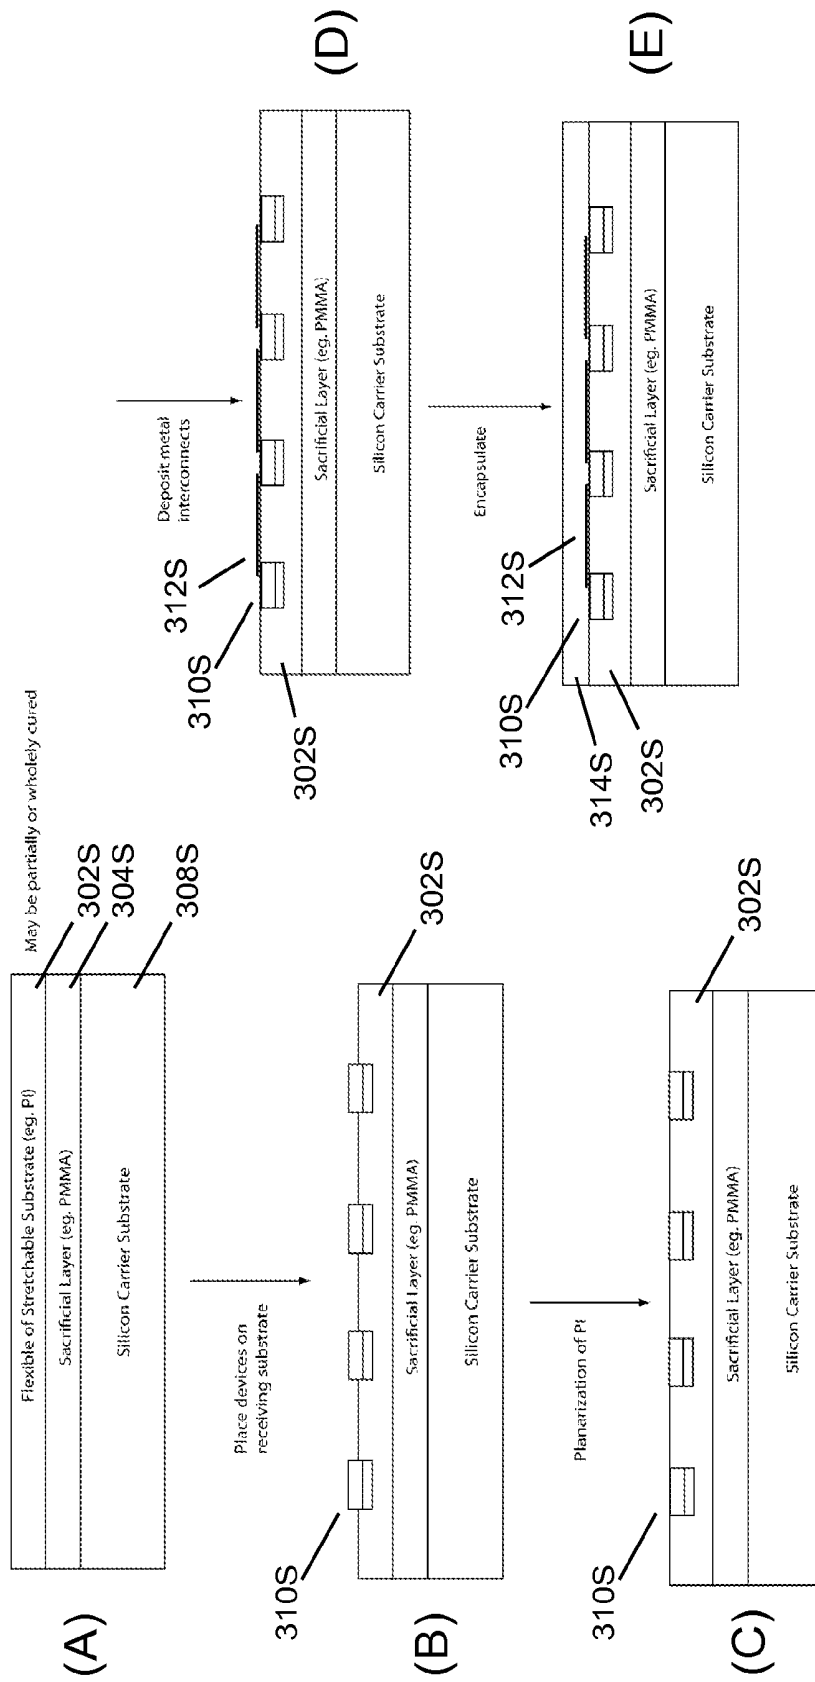 (A)
Flexible of Stretchable Substrate (eg. PI)
Sacrificial Layer (eg. PMMA)
Silicon Carrier Substrate
May be partially or wholely cured
302S
304S
308S
Place devices on
receiving substrate
(B)
310S
302S
Sacrificial Layer (eg. PMMA)
Silicon Carrier Substrate
Planarization of PI
(C)
310S
302S
Sacrificial Layer (eg. PMMA)
Silicon Carrier Substrate
Deposit metal
interconnects
(D)
312S
310S
302S
Sacrificial Layer (eg. PMMA)
Silicon Carrier Substrate
Encapsulate
(E)
312S
310S
314S
302S
Sacrificial Layer (eg. PMMA)
Silicon Carrier Substrate